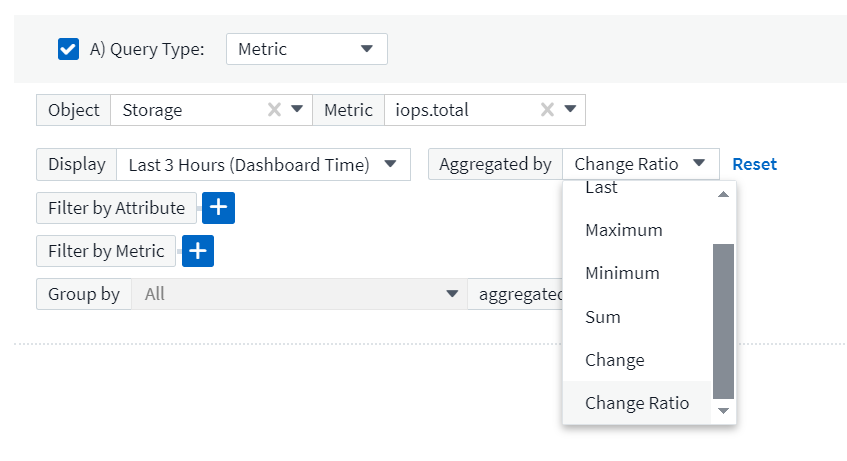 A) Query Type: Metric
Object Storage Metric iops.total
Display Last 3 Hours (Dashboard Time) Aggregated by Change Ratio Reset
Last
Filter by Attribute
Maximum
Filter by Metric
Minimum
Group by All aggregated
Sum
Change
Change Ratio